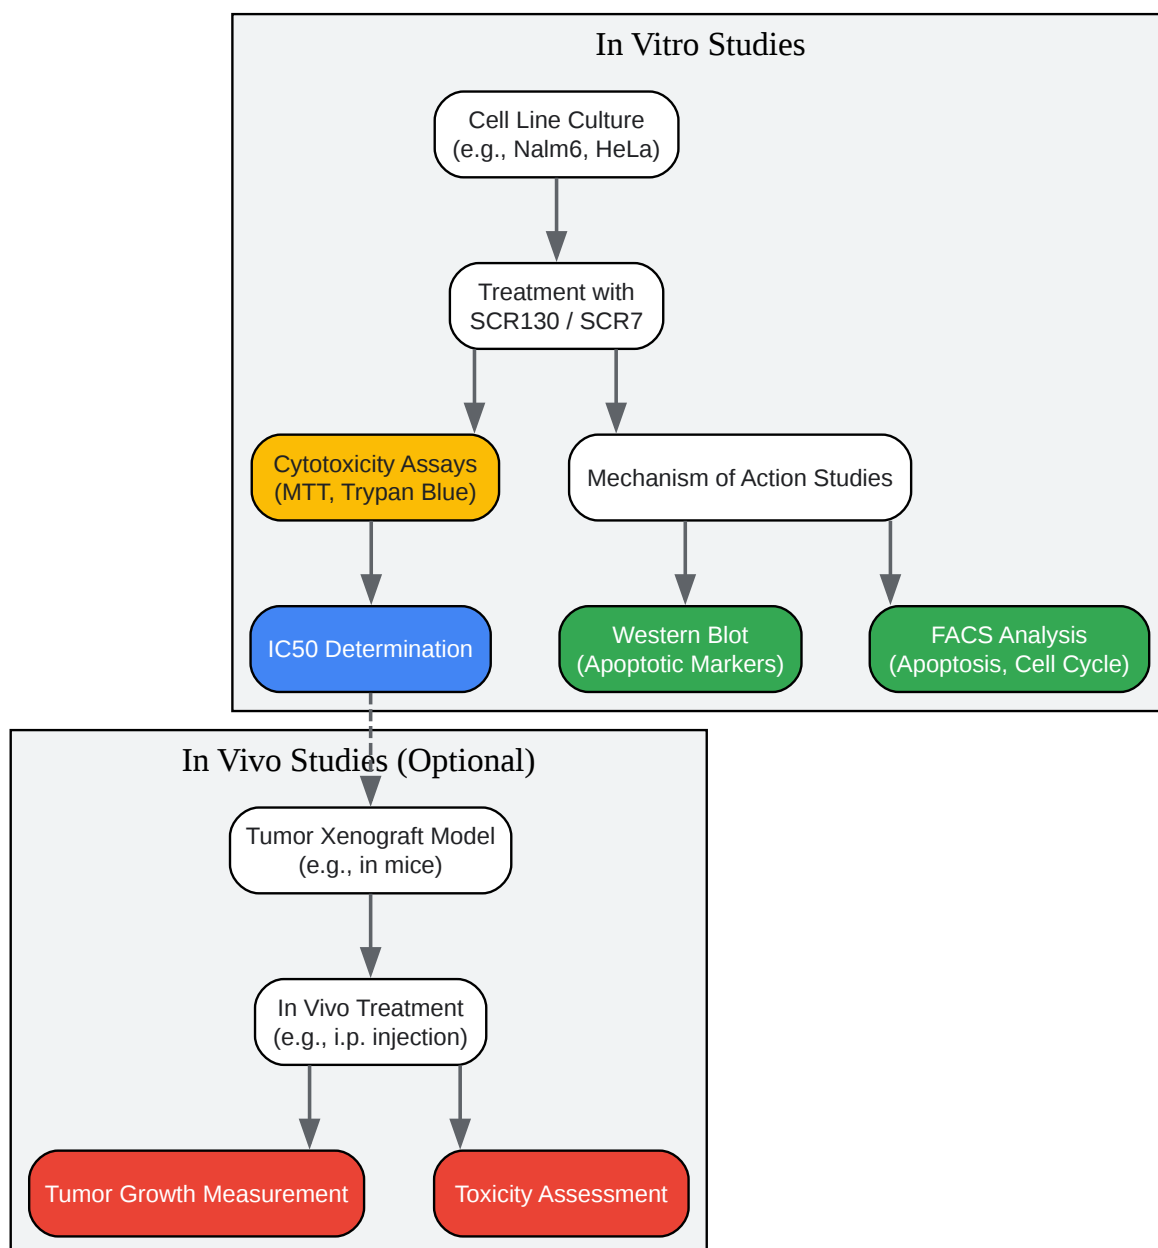 In Vitro Studies
Cell Line Culture
(e.g., Nalm6, HeLa)
Treatment with
SCR130 / SCR7
Cytotoxicity Assays
(MTT, Trypan Blue)
Mechanism of Action Studies
IC50 Determination
Western Blot
(Apoptotic Markers)
FACS Analysis
(Apoptosis, Cell Cycle)
In Vivo Studies (Optional)
Tumor Xenograft Model
(e.g., in mice)
In Vivo Treatment
(e.g., i.p. injection)
Tumor Growth Measurement
Toxicity Assessment